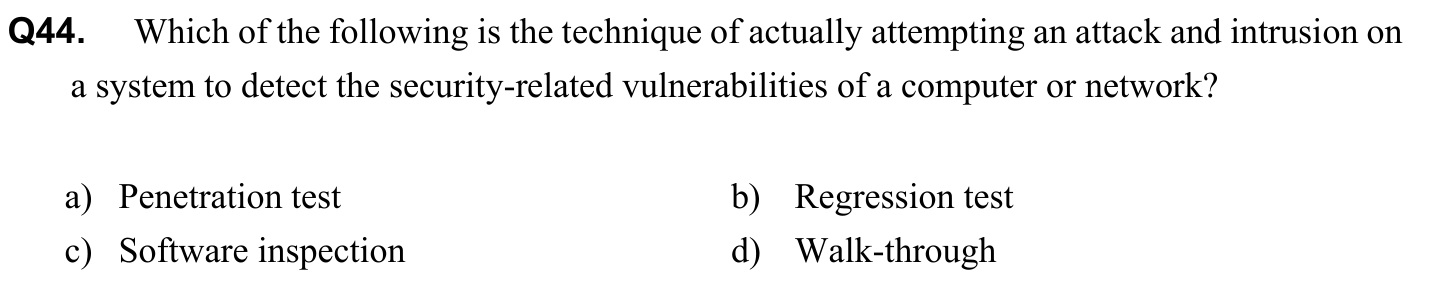 Q44. Which of the following is the technique of actually attempting an attack and intrusion on
a system to detect the security-related vulnerabilities of a computer or network?
a) Penetration test b) Regression test
c) Software inspection d) Walk-through